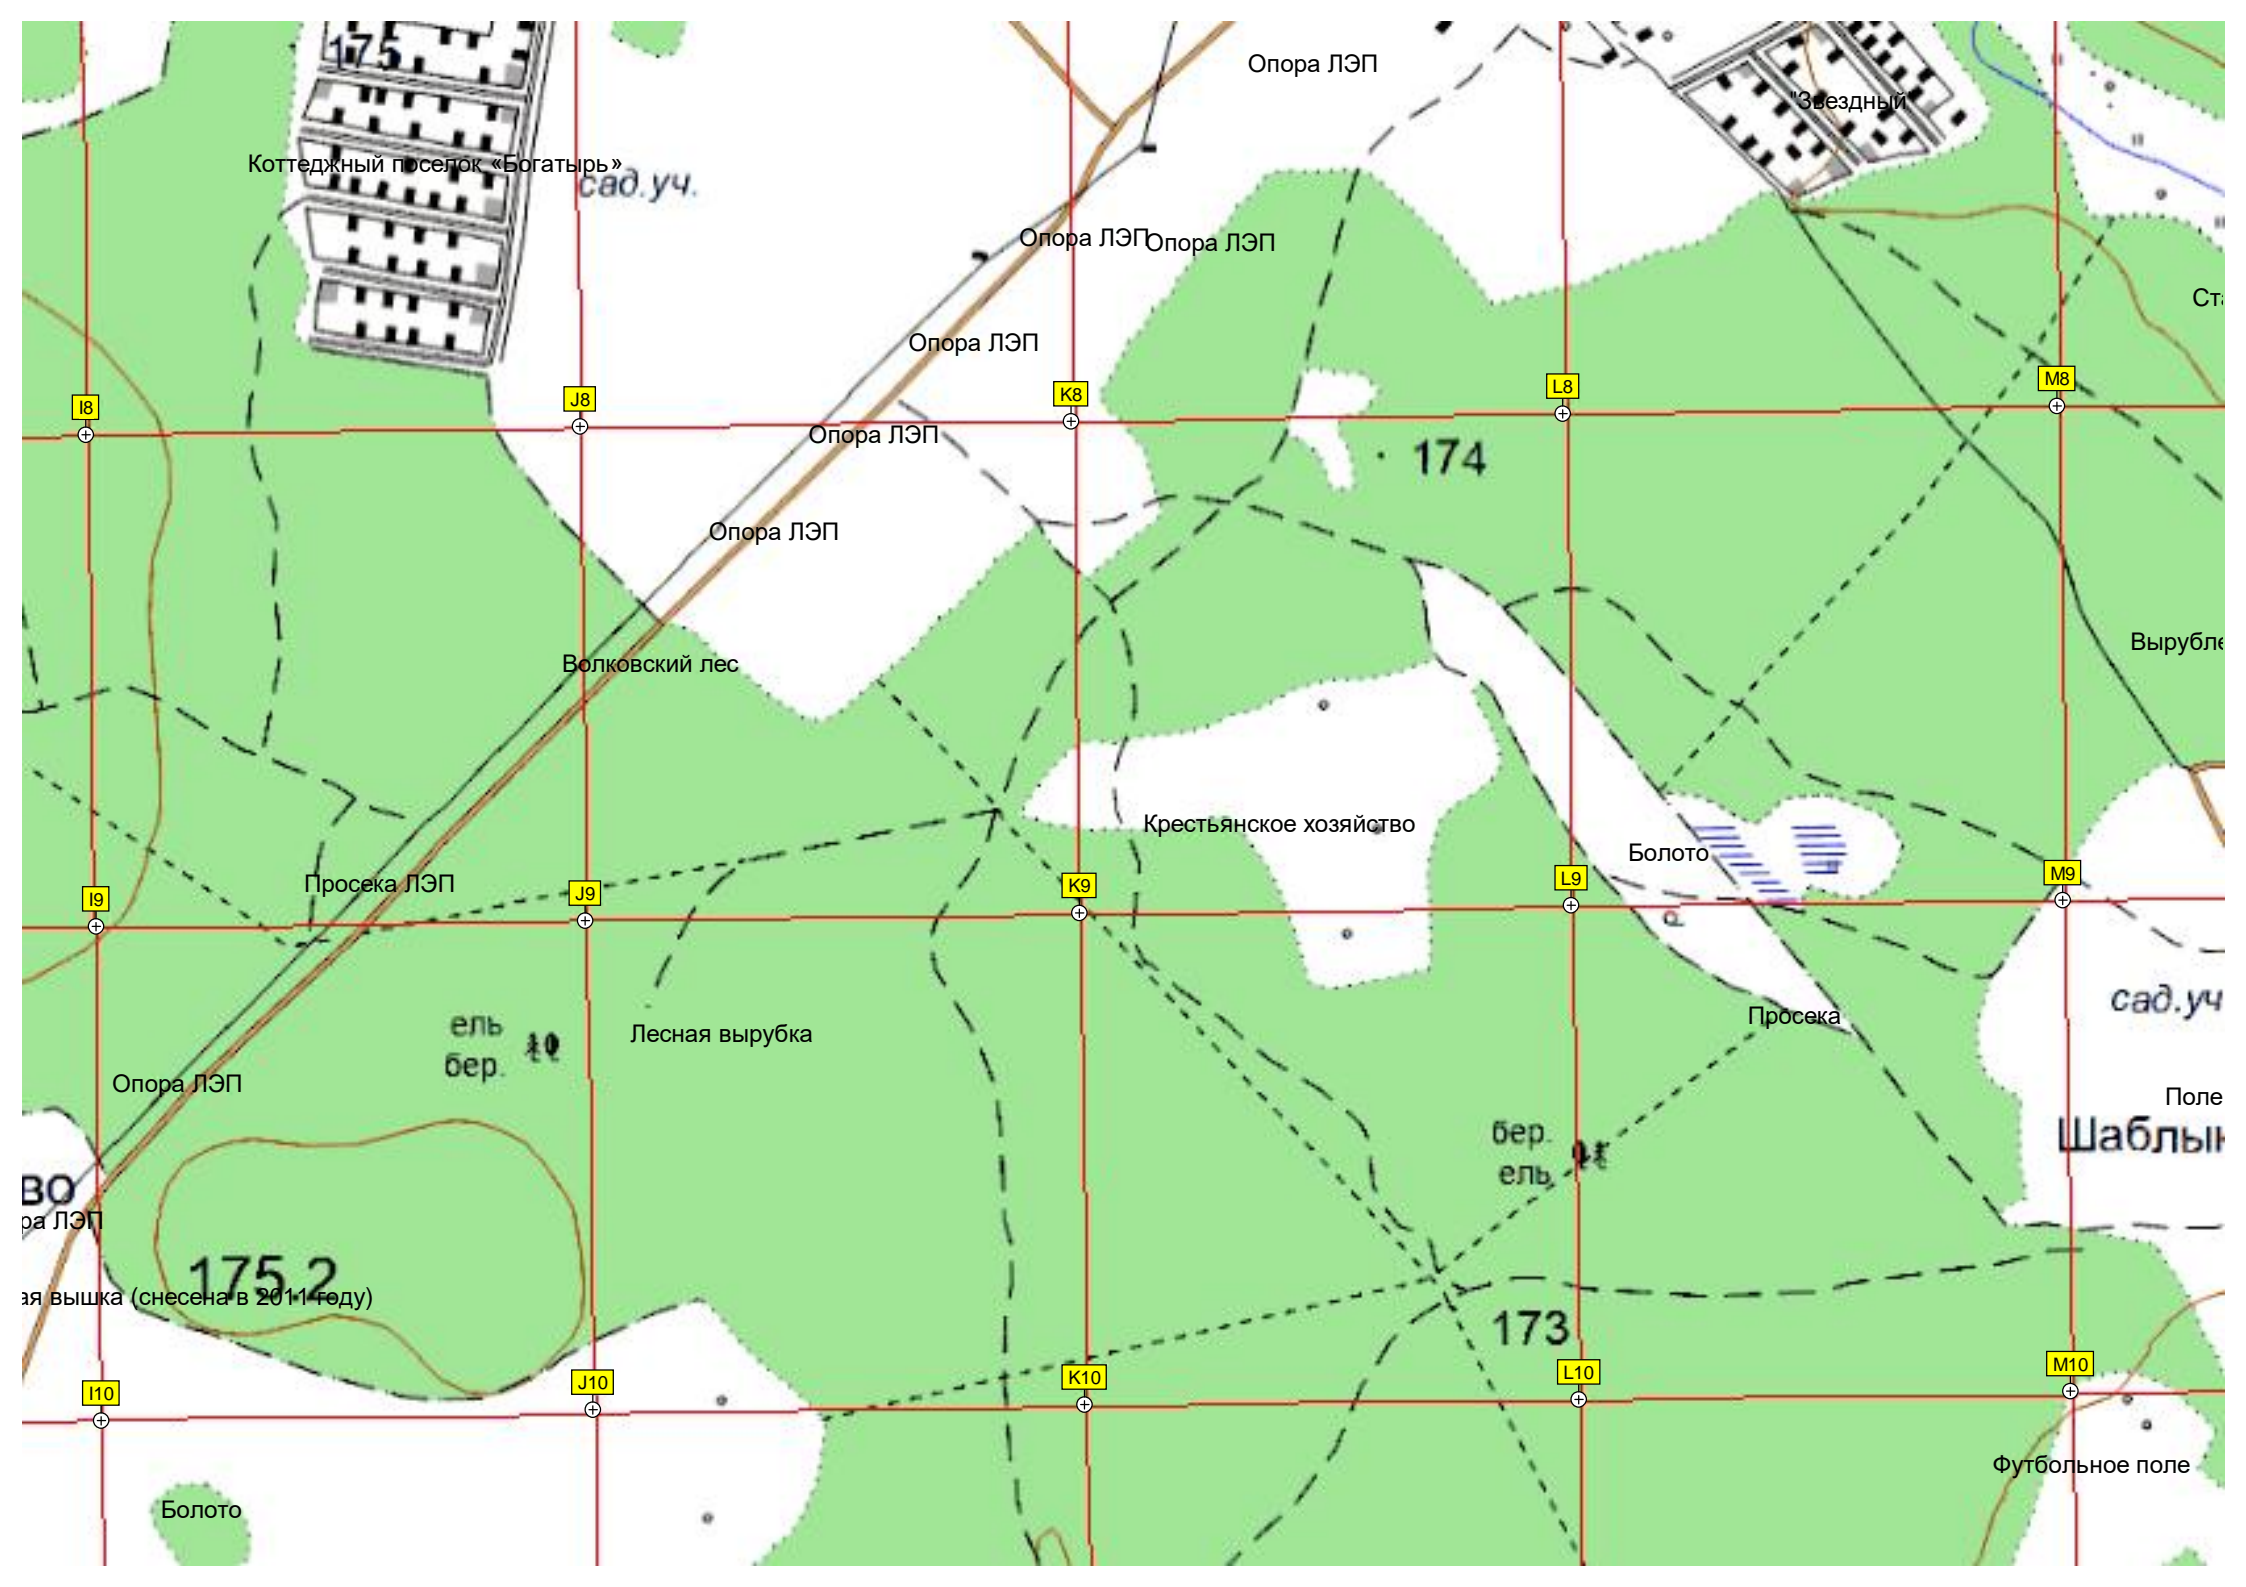 175
Опора ЛЭП
"Звездный"
Коттеджный поселок «Богатырь»
сад.уч.
Опора ЛЭП
Опора ЛЭП
Ста
Опора ЛЭП
I8
J8
K8
L8
M8
Опора ЛЭП
174
Опора ЛЭП
Вырубле
Волковский лес
Крестьянское хозяйство
Болото
Просека ЛЭП
I9
J9
K9
L9
M9
сад.уч
Просека
ель
бер.
Лесная вырубка
Опора ЛЭП
Поле
бер.
ель
Шаблык
во
ра ЛЭП
175.2
ая вышка (снесена в 2011 году)
173
I10
J10
K10
L10
M10
Футбольное поле
Болото